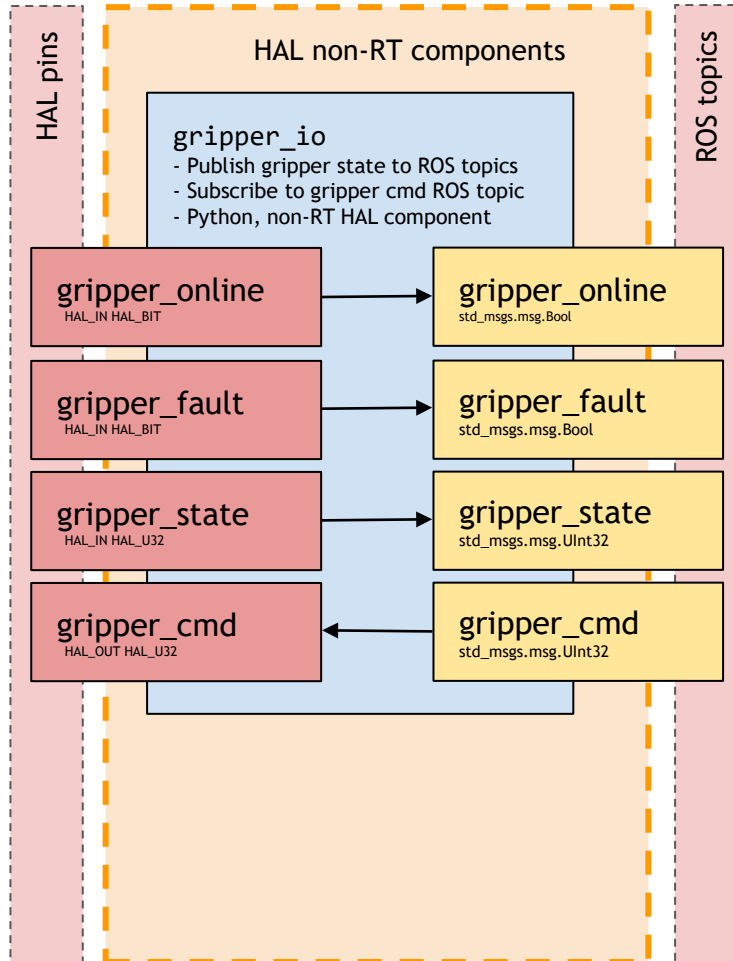 HAL pins
HAL non-RT components
ROS topics
gripper_io
- Publish gripper state to ROS topics
- Subscribe to gripper cmd ROS topic
- Python, non-RT HAL component
gripper_online
HAL_IN HAL_BIT
gripper_online
std_msgs.msg.Bool
gripper_fault
HAL_IN HAL_BIT
gripper_fault
std_msgs.msg.Bool
gripper_state
HAL_IN HAL_U32
gripper_state
std_msgs.msg.UInt32
gripper_cmd
HAL_OUT HAL_U32
gripper_cmd
std_msgs.msg.UInt32